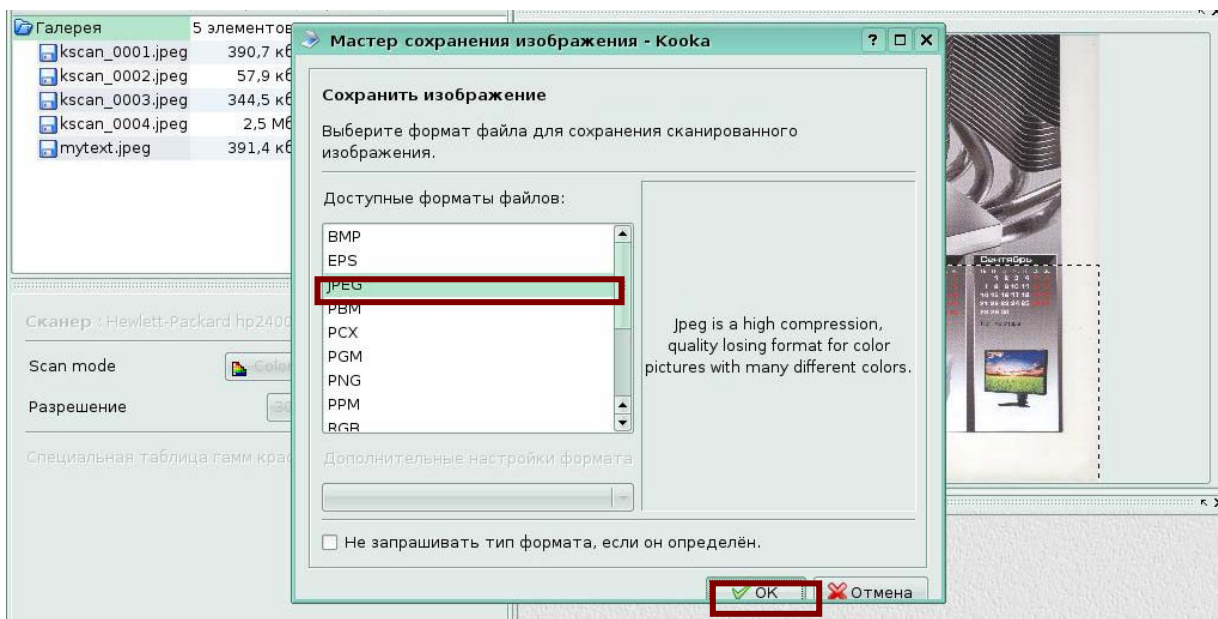 Галерея 5 элементов
kscan_0001.jpeg 390,7 кб
kscan_0002.jpeg 57,9 кб
kscan_0003.jpeg 344,5 кб
kscan_0004.jpeg 2,5 Мб
mytext.jpeg 391,4 кб
Сканер : Hewlett-Packard hp2400
Scan mode
Разрешение
Специальная таблица гамм
Мастер сохранения изображения - Kooka
Сохранить изображение
Выберите формат файла для сохранения сканированного
изображения.
Доступные форматы файлов:
BMP
EPS
JPEG
PBM
PCX
PGM
PNG
PPM
RGB
Jpeg is a high compression,
quality losing format for color
pictures with many different colors.
Дополнительные настройки формата
Не запрашивать тип формата, если он определён.
OK
Отмена
Сентябрь